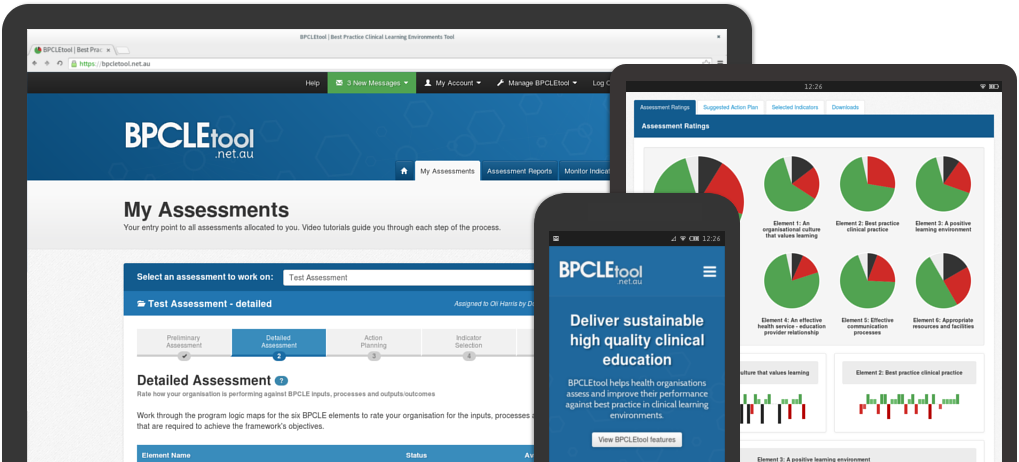 BPCLEtool | Best Practice Clinical Learning Environments Tool
BPCLEtool | Best Prac
https://bpcletool.net.au
Help
3 New Messages
My Account
Manage BPCLEtool
Log O
BPCLEtool
.net.au
My Assessments
Assessment Reports
Monitor Indicat
My Assessments
Your entry point to all assessments allocated to you. Video tutorials guide you through each step of the process.
Select an assessment to work on:
Test Assessment
Test Assessment - detailed
Assigned to Oli Harris by D
Preliminary
Assessment
Detailed
Assessment
2
Action
Planning
3
Indicator
Selection
4
Detailed Assessment ?
Rate how your organisation is performing against BPCLE inputs, processes and outputs/outcomes
Work through the program logic maps for the six BPCLE elements to rate your organisation for the inputs, processes a
that are required to achieve the framework's objectives.
Element Name
Status
Av
12:26
BPCLEtool
.net.au
Deliver sustainable
high quality clinical
education
BPCLEtool helps health organisations
assess and improve their performance
against best practice in clinical learning
environments.
View BPCLEtool features
12:26
Assessment Ratings
Suggested Action Plan
Selected Indicators
Downloads
Assessment Ratings
Element 1: An
organisational culture
that values learning
Element 2: Best practice
clinical practice
Element 3: A positive
learning environment
Element 4: An effective
health service - education
provider relationship
Element 5: Effective
communication
processes
Element 6: Appropriate
resources and facilities
ulture that values learning
Element 2: Best practice clinical practice
Element 3: A positive learning environment